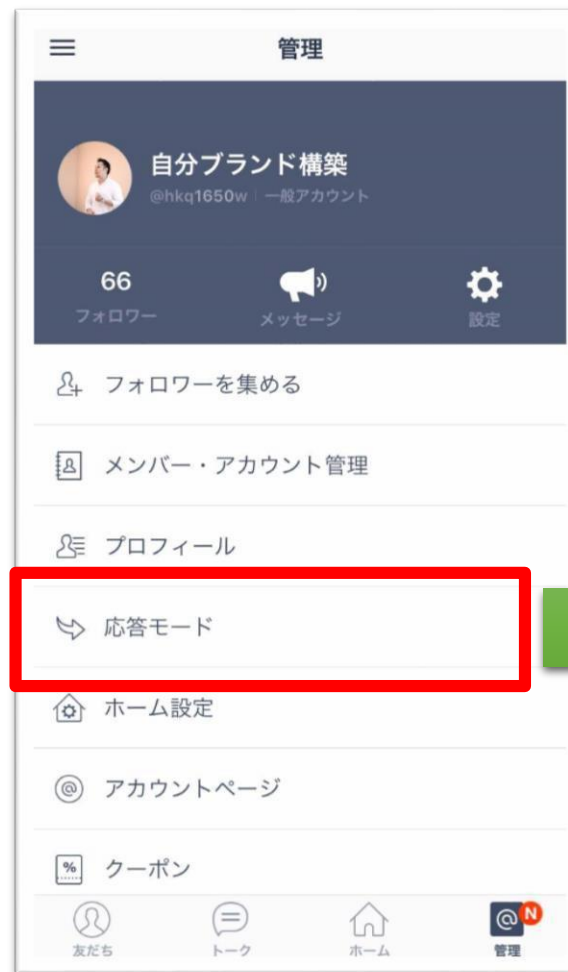 管理
自分ブランド構築
@hkq1650w 一般アカウント
66
フォロワー メッセージ 設定
フォロワーを集める
メンバー・アカウント管理
プロフィール
応答モード
ホーム設定
@ アカウントページ
% クーポン
@ N
友だち トーク ホーム 管理